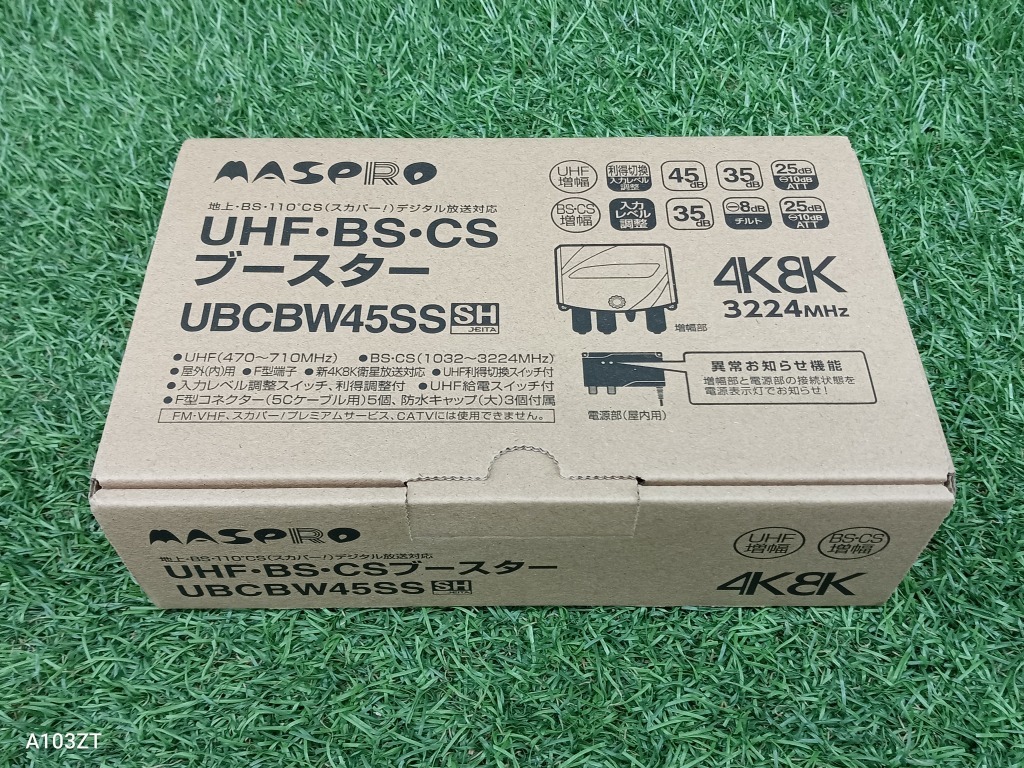 MASPRO
地上・BS・110°CS(スカパー!)デジタル放送対応
UHF・BS・CS
ブースター
UBCBW45SS SH JEITA
●UHF(470〜710MHz) ●BS・CS(1032〜3224MHz)
●屋外(内)用 ●F型端子 ●新4K8K衛星放送対応 ●UHF利得切換スイッチ付
●入力レベル調整スイッチ、利得調整付 ●UHF給電スイッチ付
●F型コネクター(5Cケーブル用)5個、防水キャップ(大)3個付属
FM・VHF、スカパー!プレミアムサービス、CATVには使用できません。
UHF増幅 利得切換 入力レベル調整 45dB 35dB 25dB ⊖10dB ATT
BS・CS増幅 入力レベル調整 35dB ⊖8dB チルト 25dB ⊖10dB ATT
4K8K
3224MHz
増幅部
異常お知らせ機能
増幅部と電源部の接続状態を
電源表示灯でお知らせ!
電源部(屋内用)
MASPRO
地上・BS・110°CS(スカパー!)デジタル放送対応
UHF・BS・CSブースター
UBCBW45SS SH JEITA
UHF増幅 BS・CS増幅
4K8K
A103ZT